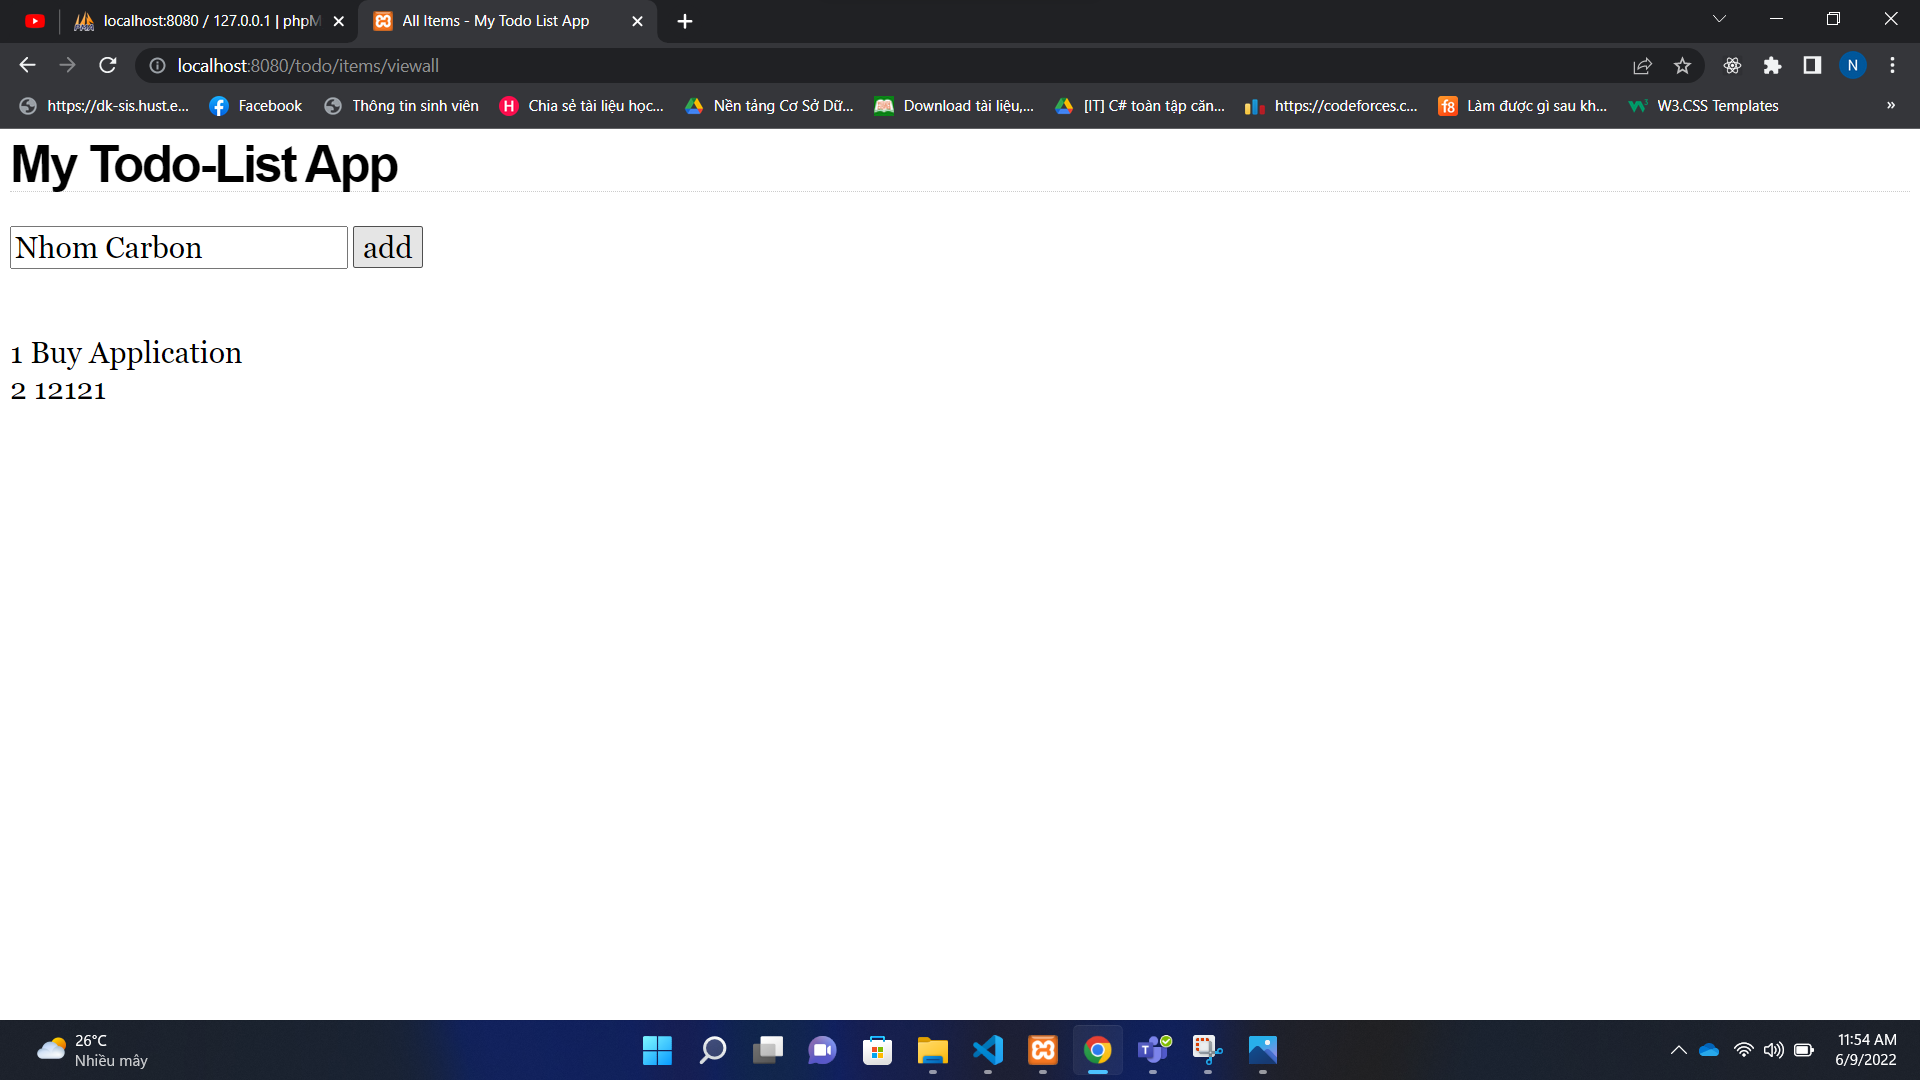 localhost:8080 / 127.0.0.1 | phpM
All Items - My Todo List App
localhost:8080/todo/items/viewall
N
https://dk-sis.hust.e...
Facebook
Thông tin sinh viên
H
Chia sẻ tài liệu học...
Nền tảng Cơ Sở Dữ...
Download tài liệu,...
[IT] C# toàn tập căn...
https://codeforces.c...
f8
Làm được gì sau kh...
W3.CSS Templates
»
My Todo-List App
Nhom Carbon
add
1 Buy Application
2 12121
26°C
Nhiều mây
11:54 AM
6/9/2022